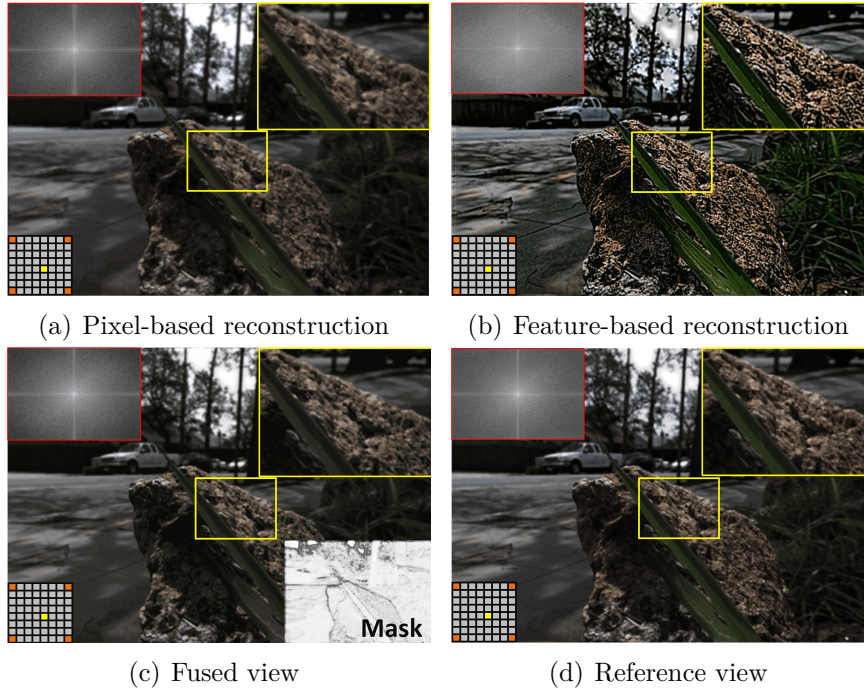 (a) Pixel-based reconstruction
(b) Feature-based reconstruction
Mask
(c) Fused view
(d) Reference view